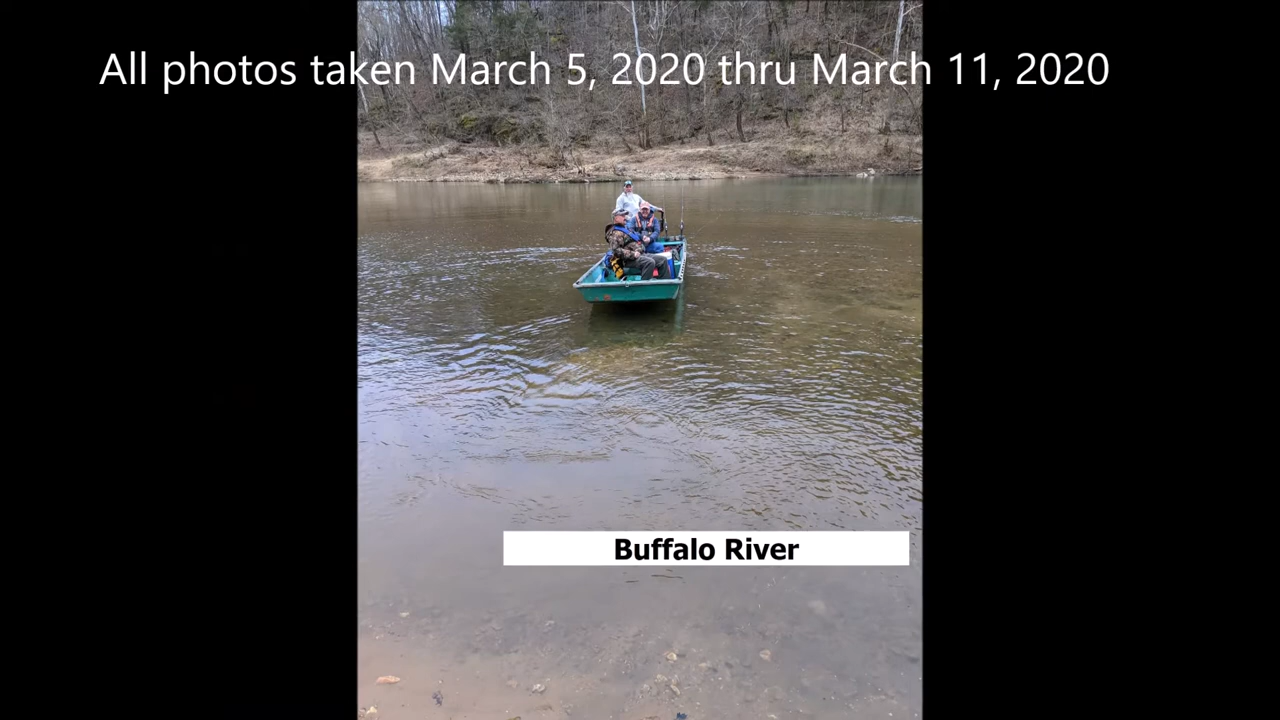 All photos taken March 5, 2020 thru March 11, 2020
Buffalo River